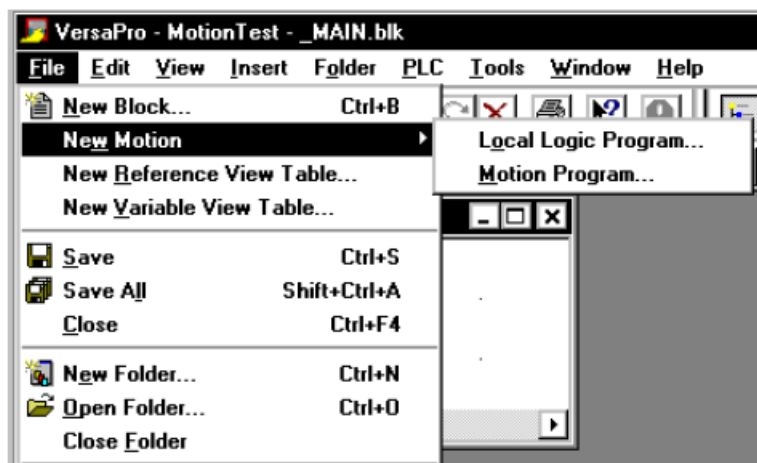 VersaPro - MotionTest - _MAIN.blk
File Edit View Insert Folder PLC Tools Window Help
New Block... Ctrl+B
New Motion
Local Logic Program...
Motion Program...
New Reference View Table...
New Variable View Table...
Save Ctrl+S
Save All Shift+Ctrl+A
Close Ctrl+F4
New Folder... Ctrl+N
Open Folder... Ctrl+O
Close Folder